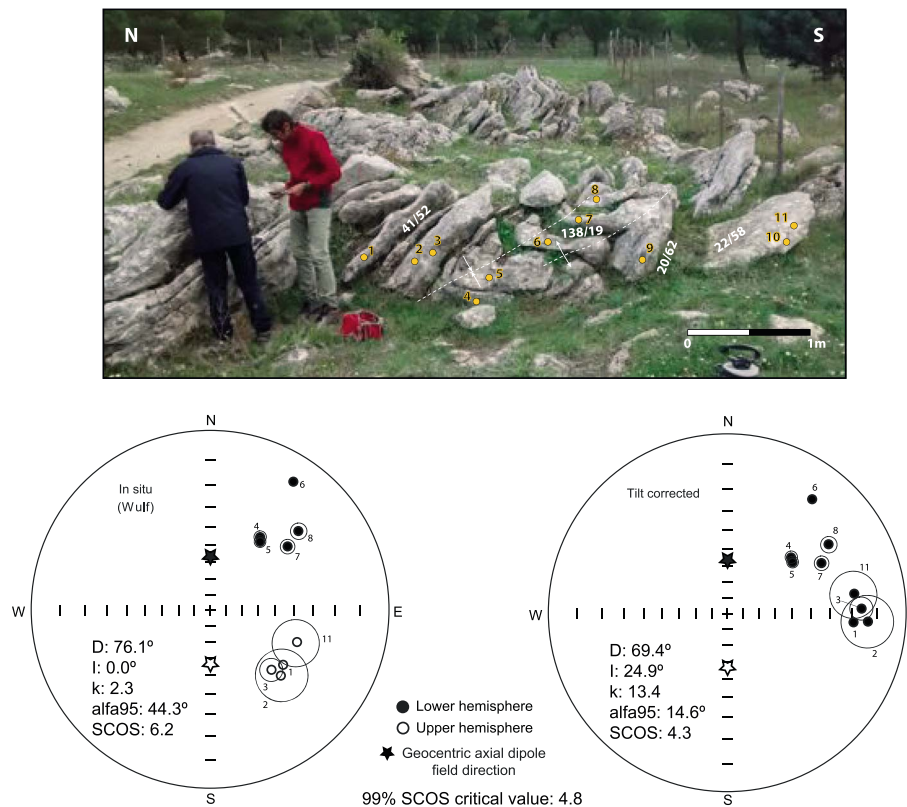 N
S
8
7
11
41/52
138/19
22/58
10
3
6
2
1
9
20/62
5
4
0
1m
N
In situ
(Wulf)
6
4
5
8
7
W
E
11
1
3
2
D: 76.1º
I: 0.0º
k: 2.3
alfa95: 44.3º
SCOS: 6.2
S
Lower hemisphere
Upper hemisphere
Geocentric axial dipole
field direction
99% SCOS critical value: 4.8
N
Tilt corrected
6
4
5
8
7
11
3
W
E
1
2
D: 69.4º
I: 24.9º
k: 13.4
alfa95: 14.6º
SCOS: 4.3
S